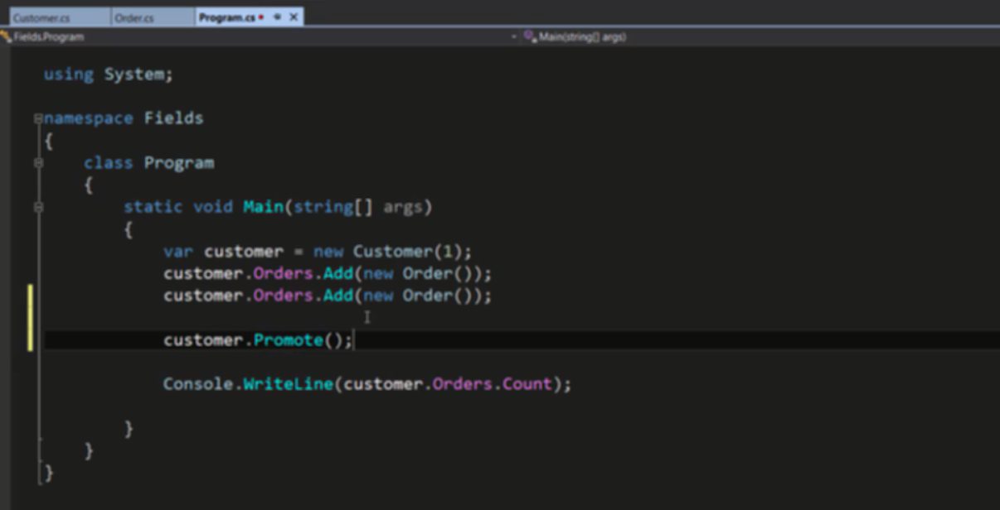 Customer.cs Order.cs Program.cs
Fields.Program Main(string[] args)
using System;
namespace Fields
{
class Program
{
static void Main(string[] args)
{
var customer = new Customer(1);
customer.Orders.Add(new Order());
customer.Orders.Add(new Order());
customer.Promote();
Console.WriteLine(customer.Orders.Count);
}
}
}